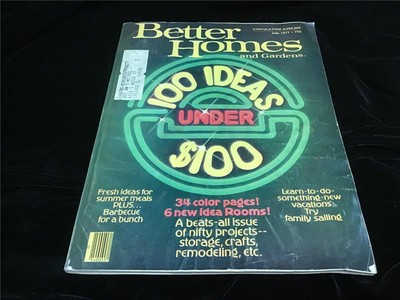 Better
Homes
and Gardens.
100 IDEAS
UNDER
$100
Fresh ideas for
summer meals
PLUS...
Barbecue
for a bunch
34 color pages!
6 new Idea Rooms!
A beats-all issue
of nifty projects--
storage, crafts,
remodeling, etc.
Learn-to-do-
something-new
vacations:
Try
family sailing